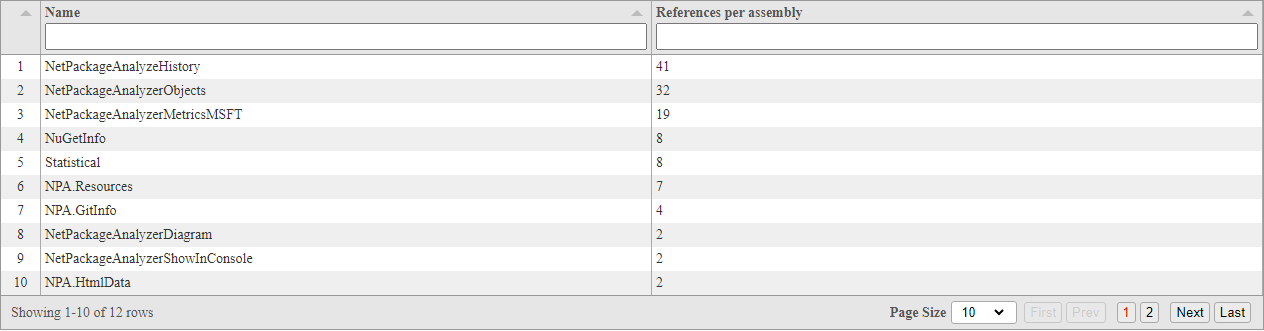 Name References per assembly
1 NetPackageAnalyzeHistory 41
2 NetPackageAnalyzerObjects 32
3 NetPackageAnalyzerMetricsMSFT 19
4 NuGetInfo 8
5 Statistical 8
6 NPA.Resources 7
7 NPA.GitInfo 4
8 NetPackageAnalyzerDiagram 2
9 NetPackageAnalyzerShowInConsole 2
10 NPA.HtmlData 2
Showing 1-10 of 12 rows Page Size 10 First Prev 1 2 Next Last